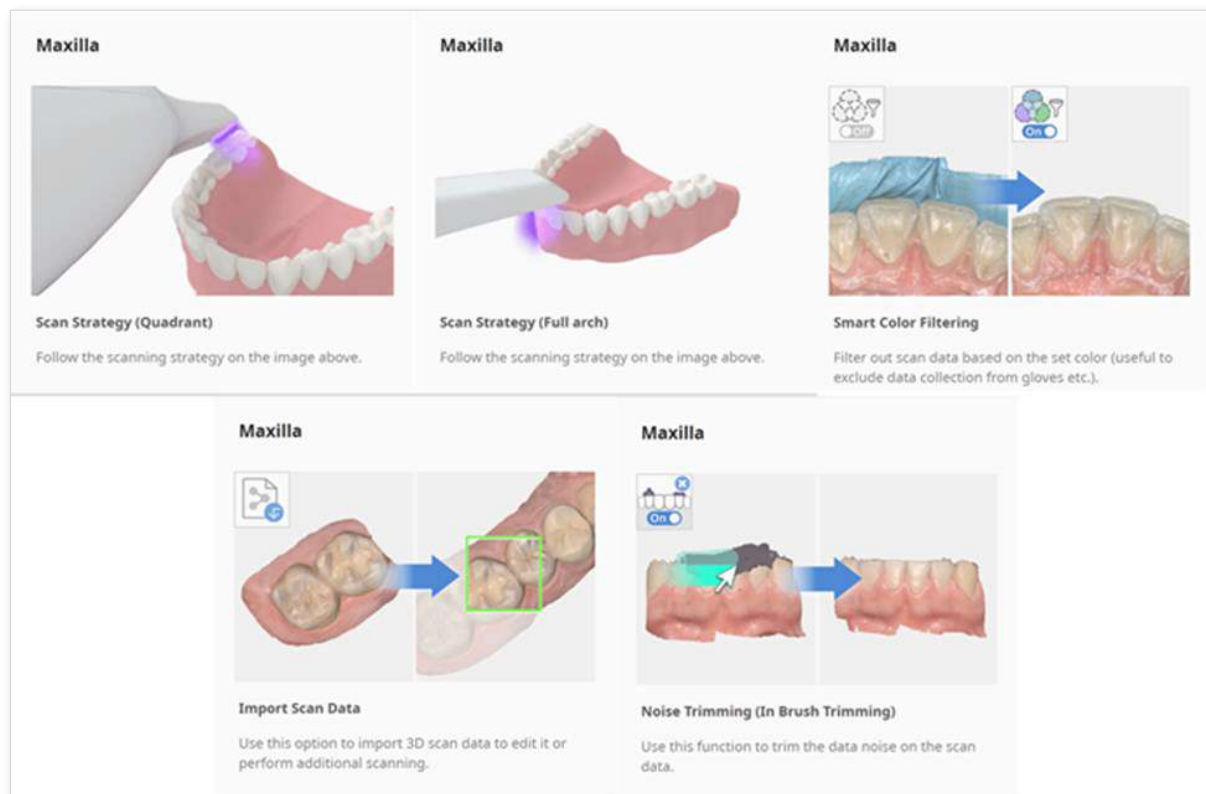 Maxilla
Maxilla
Maxilla
Off
On
Scan Strategy (Quadrant)
Follow the scanning strategy on the image above.
Scan Strategy (Full arch)
Follow the scanning strategy on the image above.
Smart Color Filtering
Filter out scan data based on the set color (useful to
exclude data collection from gloves etc.).
Maxilla
Maxilla
On
Import Scan Data
Use this option to import 3D scan data to edit it or
perform additional scanning.
Noise Trimming (In Brush Trimming)
Use this function to trim the data noise on the scan
data.